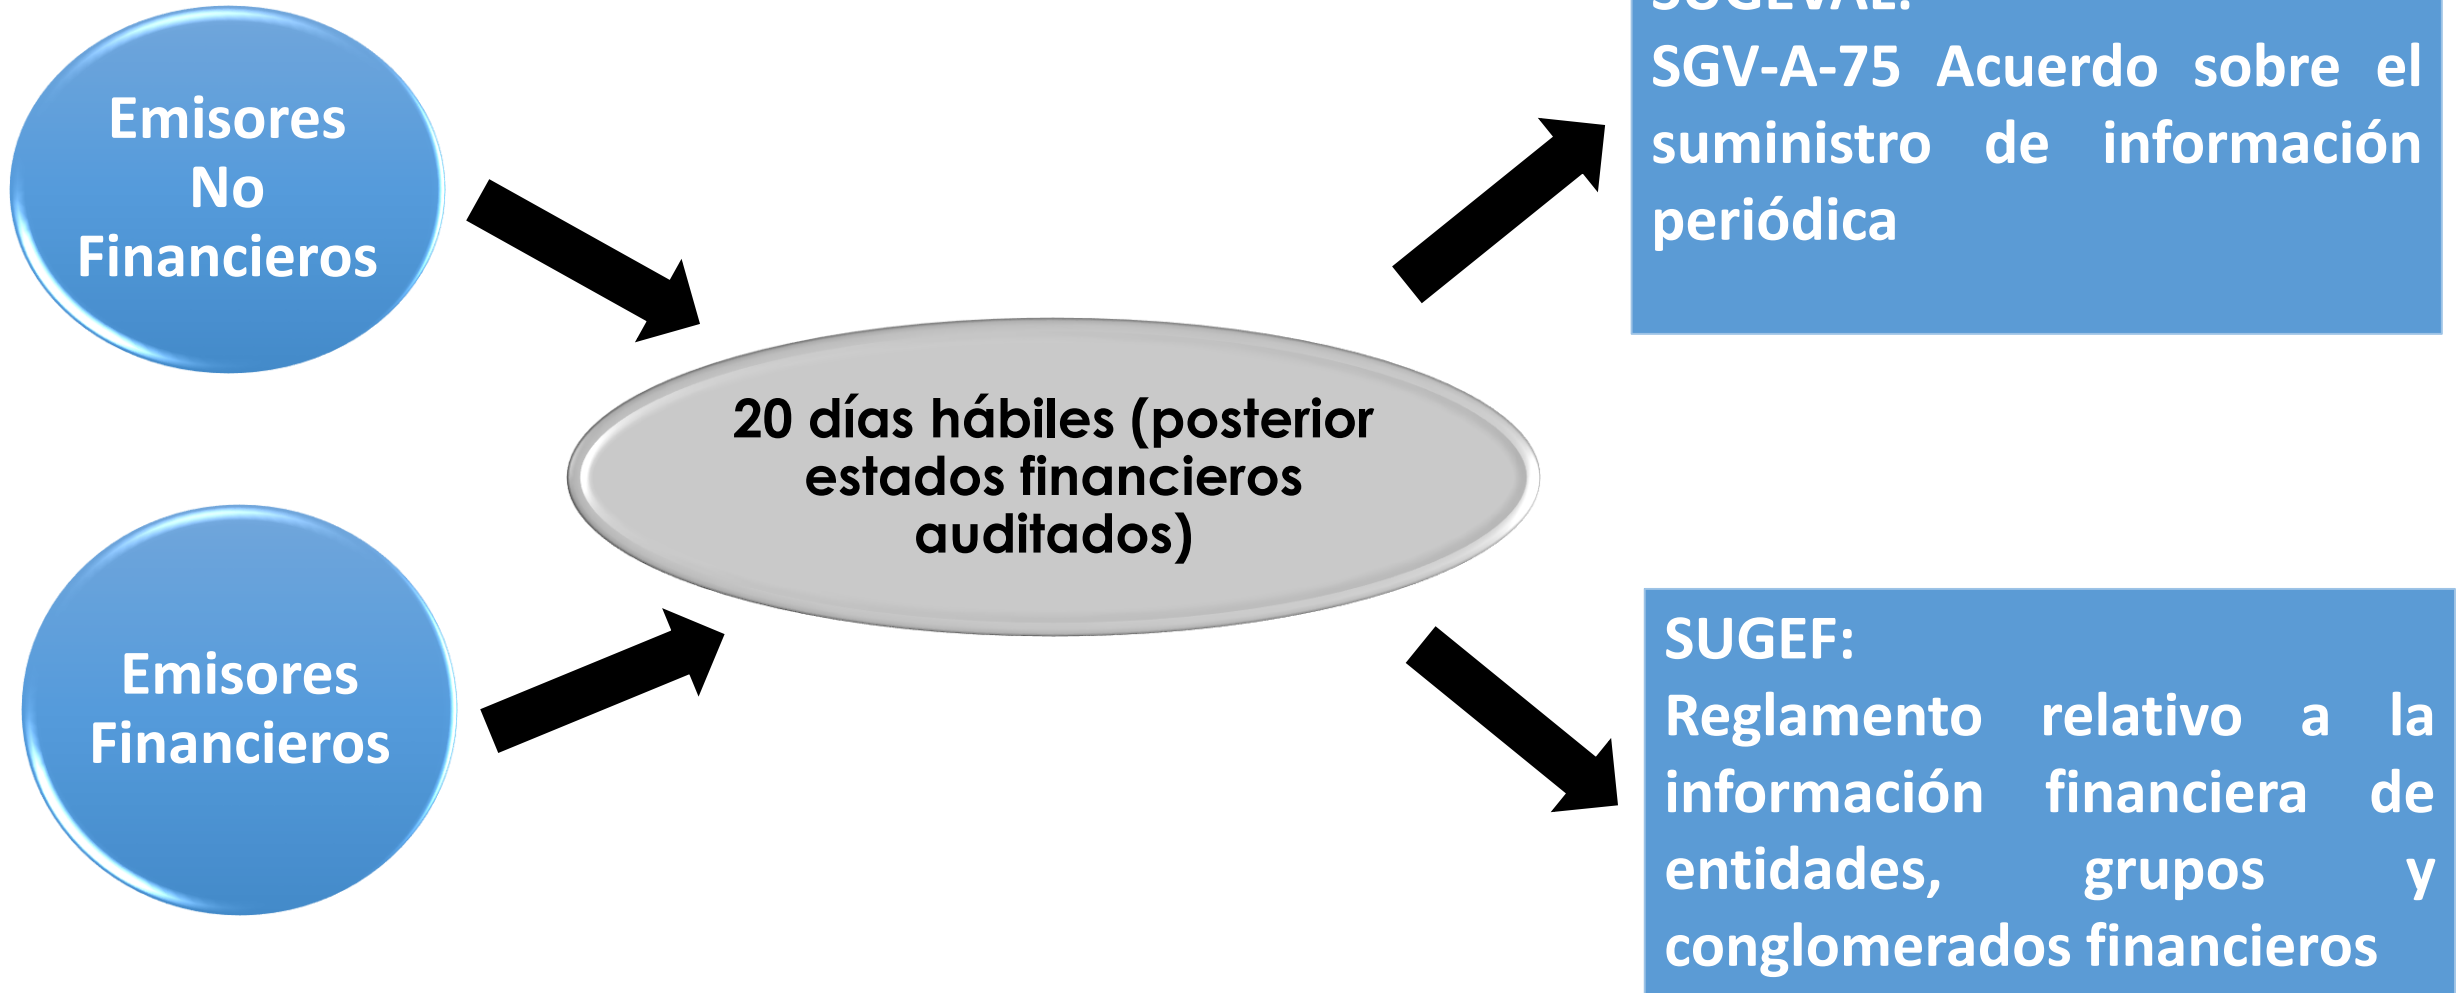 Emisores
No
Financieros
Emisores
Financieros
20 días hábiles (posterior
estados financieros
auditados)
SUGEVAL:
SGV-A-75 Acuerdo sobre el
suministro de información
periódica
SUGEF:
Reglamento relativo a la
información financiera de
entidades, grupos y
conglomerados financieros